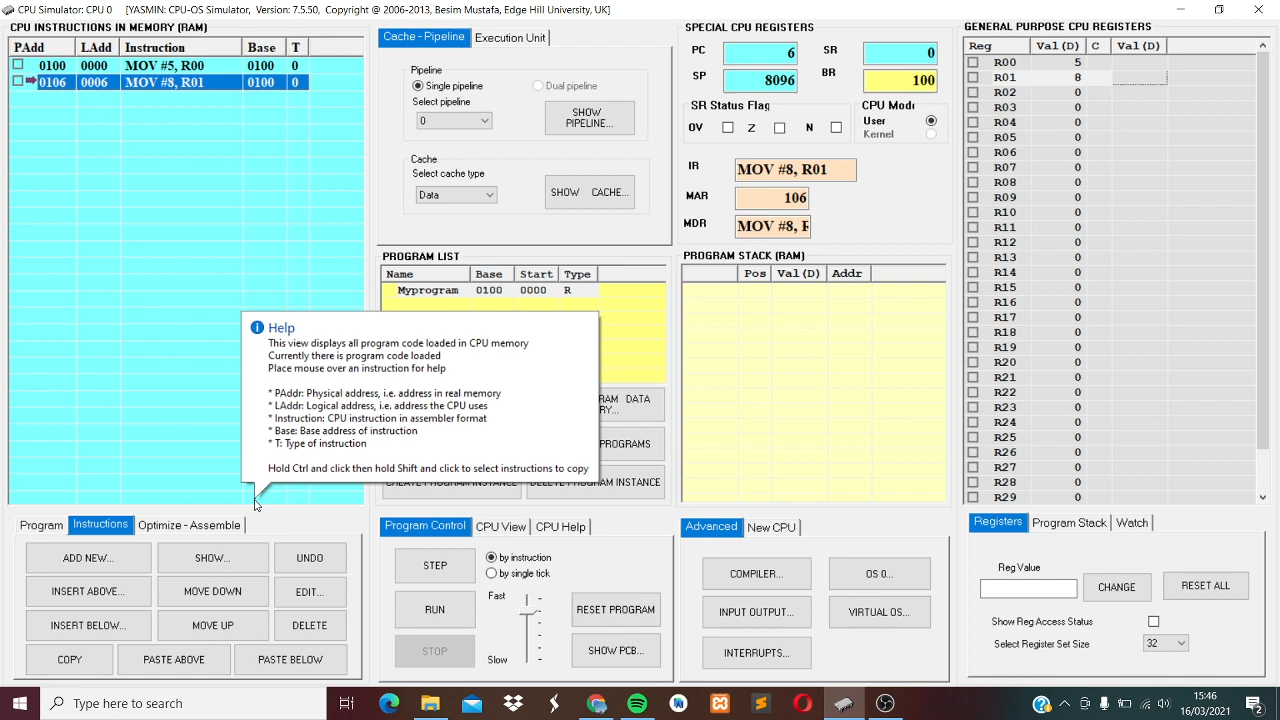 CPU Simulator: CPU 0 - [YASMIN: CPU-OS Simulator, Version: 7.5.50, Copyright @ 2006-2013, Besim Mustafa, Edge Hill University, UK]
CPU INSTRUCTIONS IN MEMORY (RAM)
PAdd LAdd Instruction Base T
0100 0000 MOV #5, R00 0100 0
0106 0006 MOV #8, R01 0100 0
Cache - Pipeline Execution Unit
Pipeline
Single pipeline Dual pipeline
Select pipeline
0
SHOW PIPELINE...
Cache
Select cache type
Data
SHOW CACHE...
PROGRAM LIST
Name Base Start Type
Myprogram 0100 0000 R
Help
This view displays all program code loaded in CPU memory
Currently there is program code loaded
Place mouse over an instruction for help
* PAddr: Physical address, i.e. address in real memory
* LAddr: Logical address, i.e. address the CPU uses
* Instruction: CPU instruction in assembler format
* Base: Base address of instruction
* T: Type of instruction
Hold Ctrl and click then hold Shift and click to select instructions to copy
DATA
PROGRAMS
CREATE PROGRAM INSTANCE DELETE PROGRAM INSTANCE
SPECIAL CPU REGISTERS
PC 6 SR 0
SP 8096 BR 100
SR Status Flag
OV Z N
CPU Mode
User
Kernel
IR MOV #8, R01
MAR 106
MDR MOV #8, R
PROGRAM STACK (RAM)
Pos Val(D) Addr
GENERAL PURPOSE CPU REGISTERS
Reg Val(D) C Val(D)
R00 5
R01 8
R02 0
R03 0
R04 0
R05 0
R06 0
R07 0
R08 0
R09 0
R10 0
R11 0
R12 0
R13 0
R14 0
R15 0
R16 0
R17 0
R18 0
R19 0
R20 0
R21 0
R22 0
R23 0
R24 0
R25 0
R26 0
R27 0
R28 0
R29 0
Program Instructions Optimize - Assemble
ADD NEW... SHOW... UNDO
INSERT ABOVE... MOVE DOWN EDIT...
INSERT BELOW... MOVE UP DELETE
COPY PASTE ABOVE PASTE BELOW
Program Control CPU View CPU Help
STEP
by instruction
by single tick
RUN
Fast
RESET PROGRAM
STOP
Slow
SHOW PCB...
Advanced New CPU
COMPILER... OS 0...
INPUT OUTPUT... VIRTUAL OS...
INTERRUPTS...
Registers Program Stack Watch
Reg Value
CHANGE RESET ALL
Show Reg Access Status
Select Register Set Size 32
Type here to search
15:46
16/03/2021